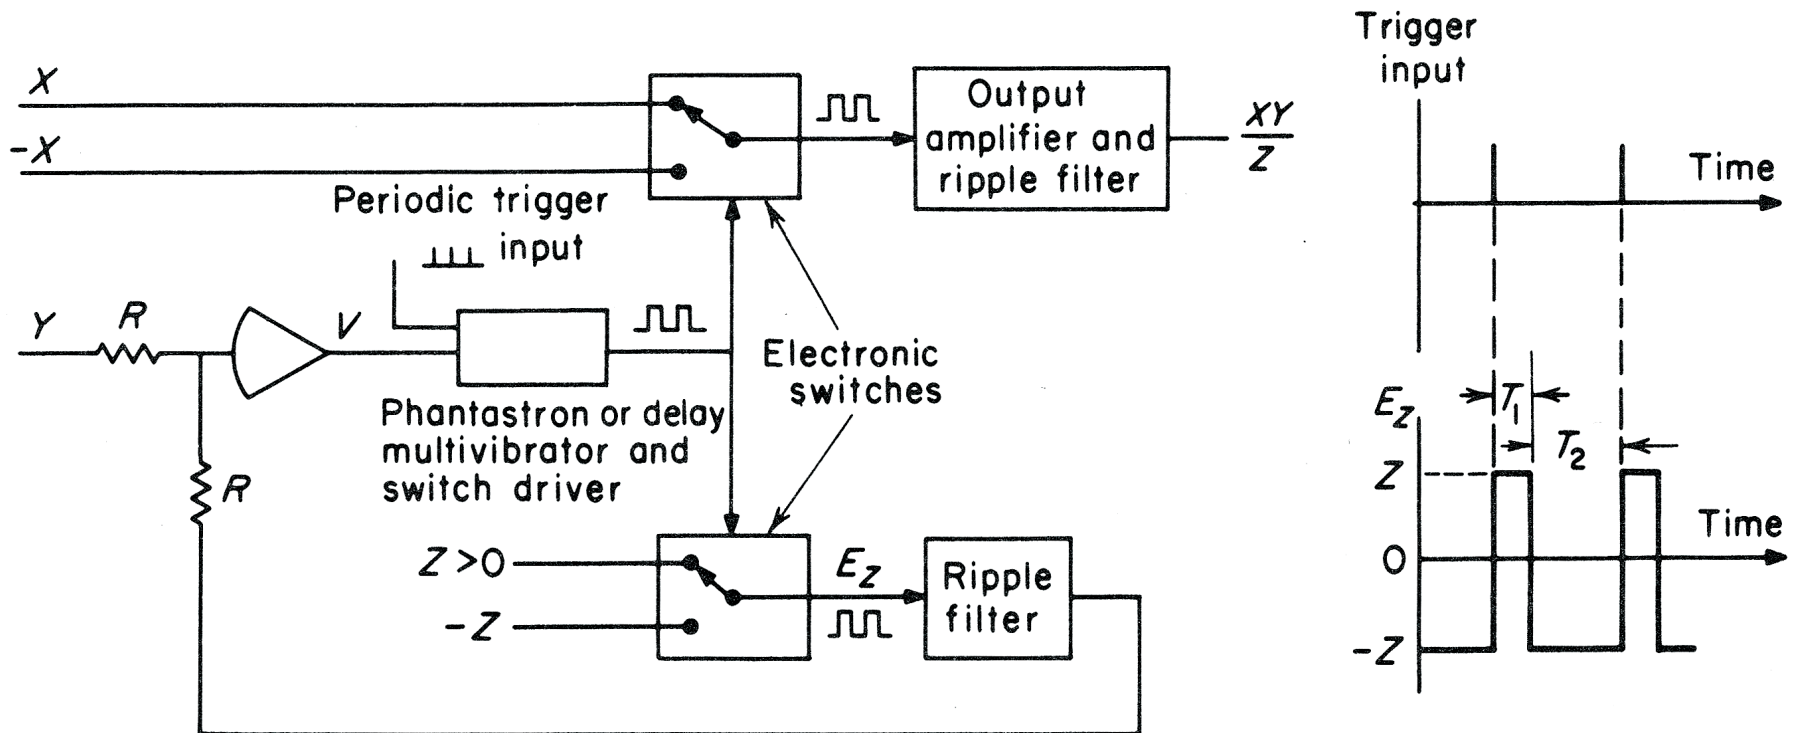 X
-X
Periodic trigger
input
Y
R
V
R
Phantastron or delay
multivibrator and
switch driver
Electronic
switches
Output
amplifier and
ripple filter
XY
Z
Z>0
-Z
E_Z
Ripple
filter
Trigger
input
Time
E_Z
T_1
T_2
Z
0
-Z
Time